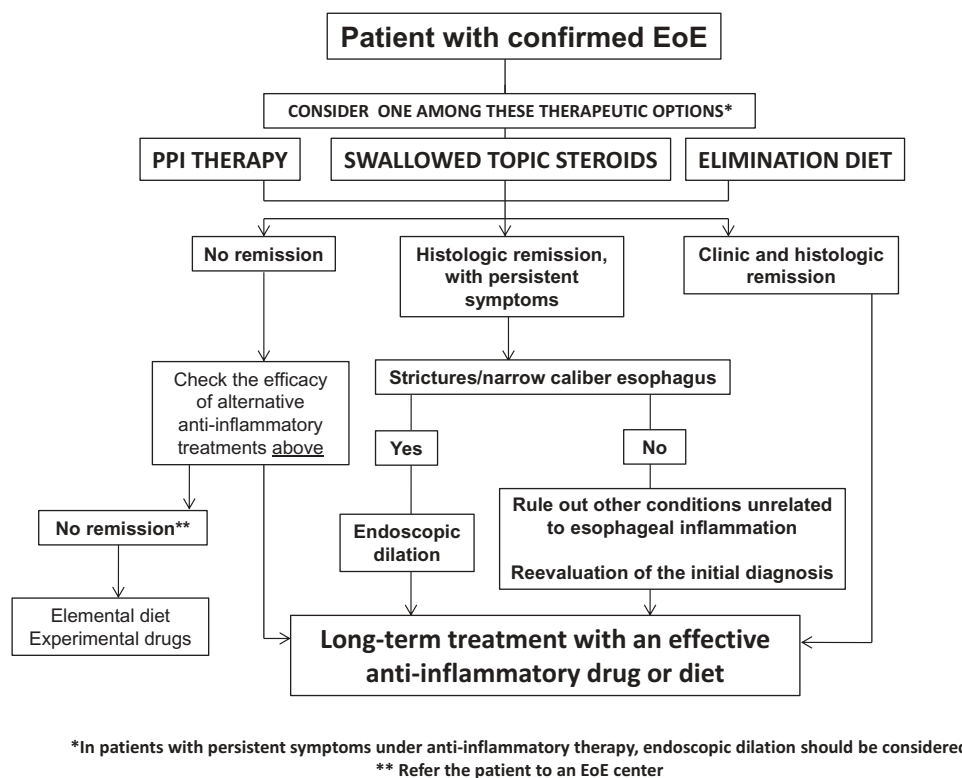 Patient with confirmed EoE
CONSIDER ONE AMONG THESE THERAPEUTIC OPTIONS*
PPI THERAPY
SWALLOWED TOPIC STEROIDS
ELIMINATION DIET
No remission
Histologic remission,
with persistent
symptoms
Clinic and histologic
remission
Check the efficacy
of alternative
anti-inflammatory
treatments above
Strictures/narrow caliber esophagus
Yes
No
No remission**
Endoscopic
dilation
Rule out other conditions unrelated
to esophageal inflammation
Reevaluation of the initial diagnosis
Elemental diet
Experimental drugs
Long-term treatment with an effective
anti-inflammatory drug or diet
*In patients with persistent symptoms under anti-inflammatory therapy, endoscopic dilation should be considered
** Refer the patient to an EoE center